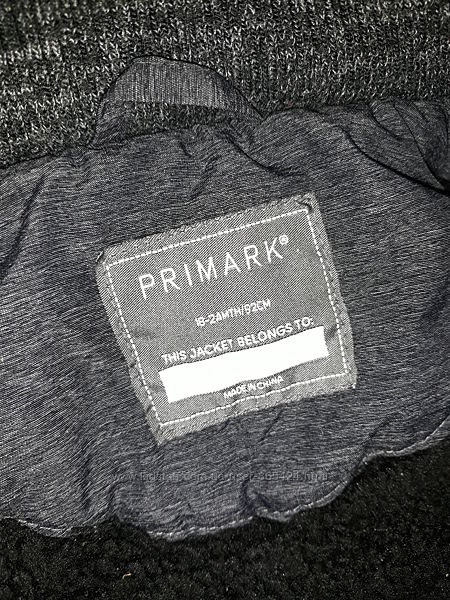 PRIMARK®
18-24MTH/92CM
THIS JACKET BELONGS TO:
MADE IN CHINA